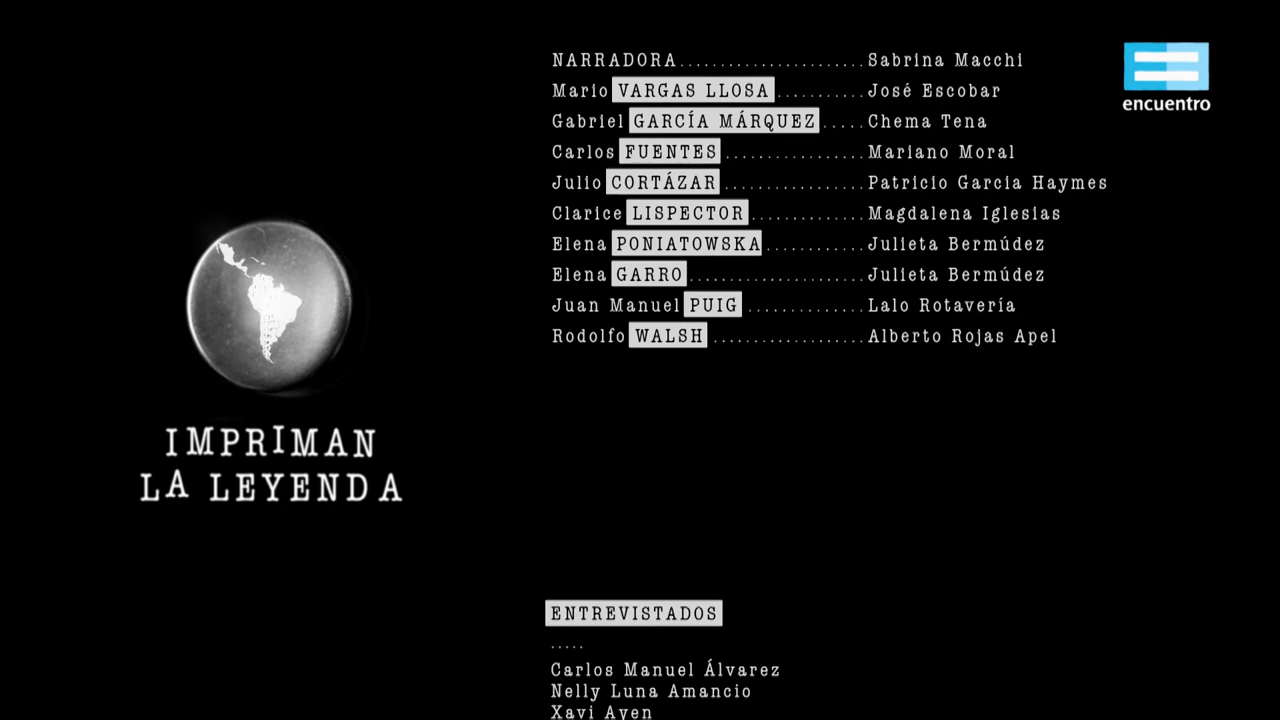 NARRADORA.......................Sabrina Macchi
Mario VARGAS LLOSA...........José Escobar
Gabriel GARCÍA MÁRQUEZ.....Chema Tena
Carlos FUENTES..................Mariano Moral
Julio CORTÁZAR..................Patricio Garcia Haymes
Clarice LISPECTOR..............Magdalena Iglesias
Elena PONIATOWSKA............Julieta Bermúdez
Elena GARRO......................Julieta Bermúdez
Juan Manuel PUIG...............Lalo Rotavería
Rodolfo WALSH...................Alberto Rojas Apel
encuentro
IMPRIMAN
LA LEYENDA
ENTREVISTADOS
.....
Carlos Manuel Álvarez
Nelly Luna Amancio
Xavi Ayen